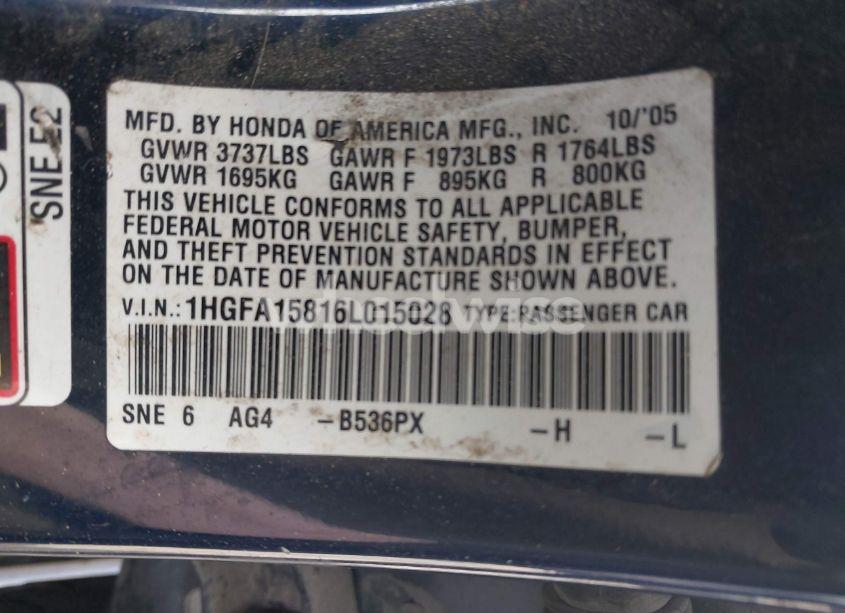 SNE E2
MFD. BY HONDA OF AMERICA MFG., INC. 10/'05
GVWR 3737LBS GAWR F 1973LBS R 1764LBS
GVWR 1695KG GAWR F 895KG R 800KG
THIS VEHICLE CONFORMS TO ALL APPLICABLE
FEDERAL MOTOR VEHICLE SAFETY, BUMPER,
AND THEFT PREVENTION STANDARDS IN EFFECT
ON THE DATE OF MANUFACTURE SHOWN ABOVE.
V.I.N.: 1HGFA15816L015028 TYPE: PASSENGER CAR
SNE 6 AG4 -B536PX -H -L